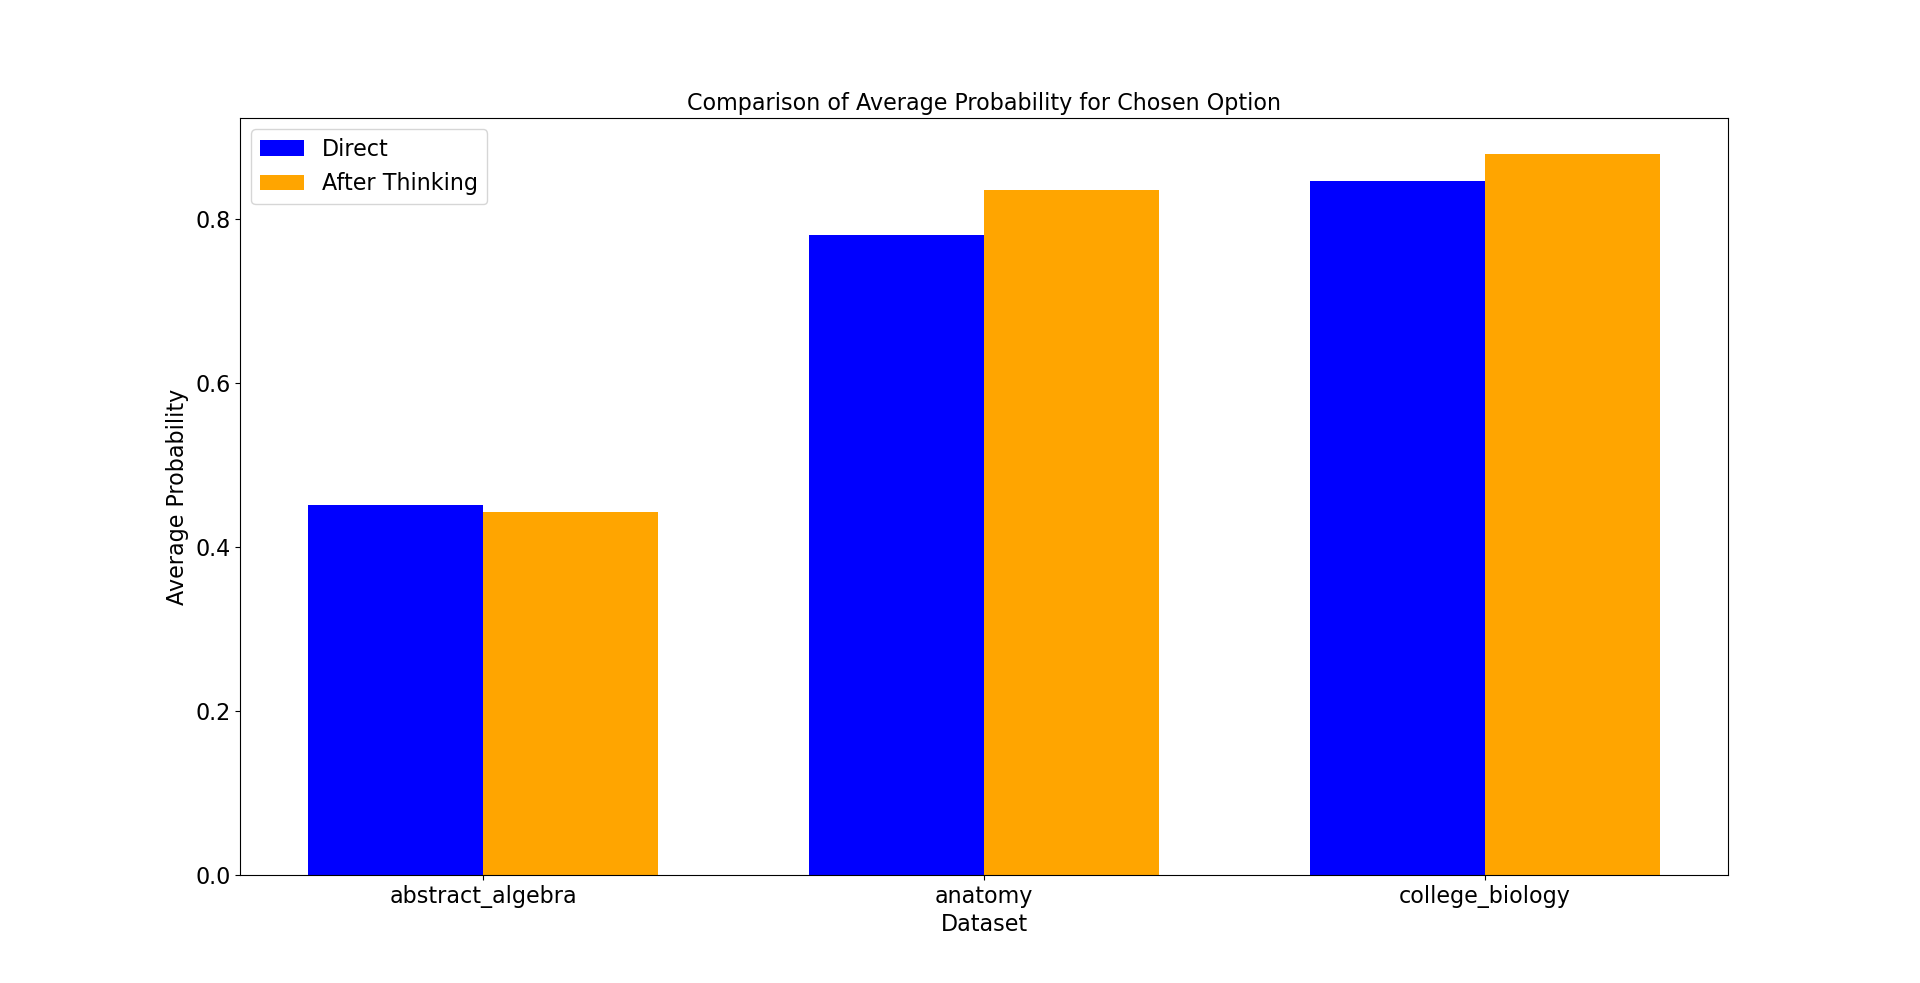 Comparison of Average Probability for Chosen Option
Direct
After Thinking
Average Probability
0.8
0.6
0.4
0.2
0.0
abstract_algebra
anatomy
college_biology
Dataset